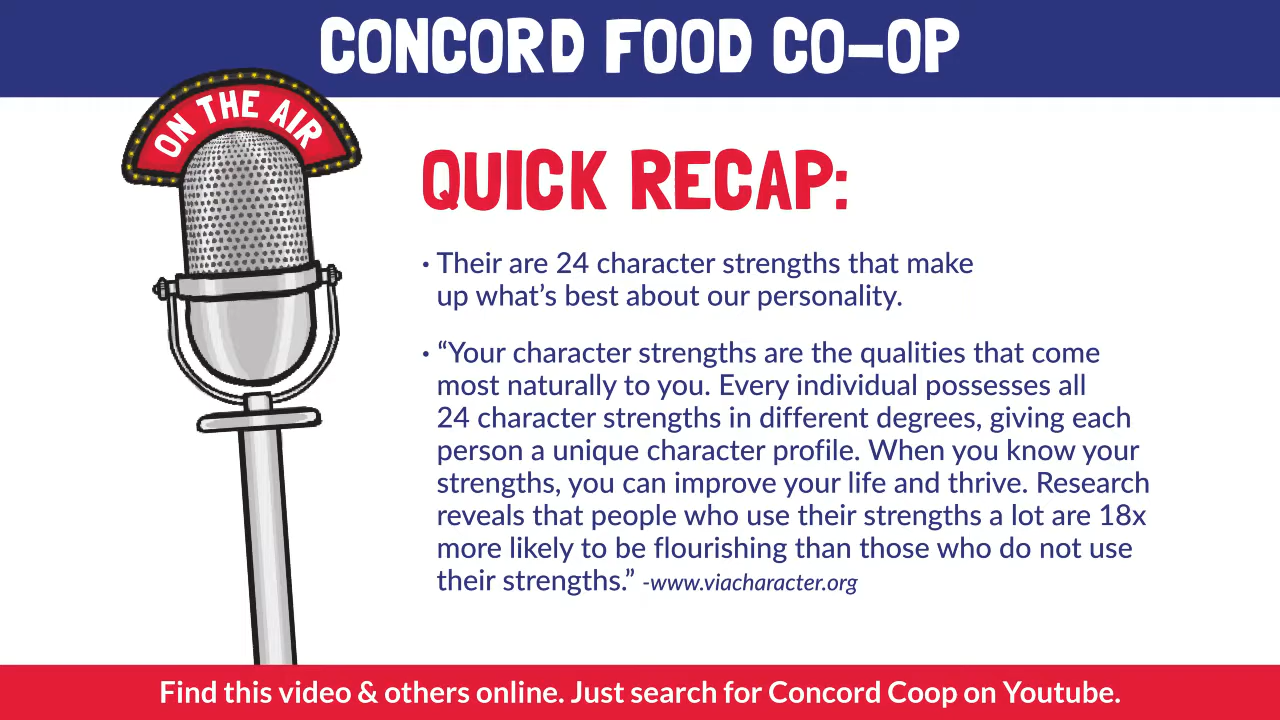 CONCORD FOOD CO-OP
ON THE AIR
QUICK RECAP:
• Their are 24 character strengths that make
up what's best about our personality.
• “Your character strengths are the qualities that come
most naturally to you. Every individual possesses all
24 character strengths in different degrees, giving each
person a unique character profile. When you know your
strengths, you can improve your life and thrive. Research
reveals that people who use their strengths a lot are 18x
more likely to be flourishing than those who do not use
their strengths.” -www.viacharacter.org
Find this video & others online. Just search for Concord Coop on Youtube.